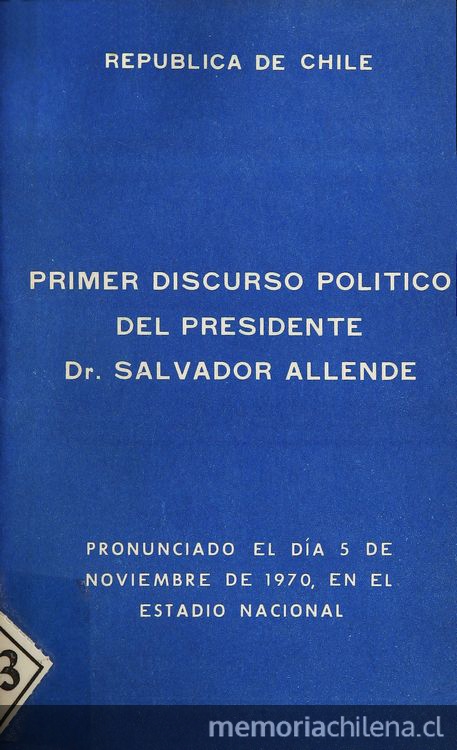 REPUBLICA DE CHILE
PRIMER DISCURSO POLITICO
DEL PRESIDENTE
Dr. SALVADOR ALLENDE
PRONUNCIADO EL DÍA 5 DE
NOVIEMBRE DE 1970, EN EL
ESTADIO NACIONAL
3
memoriachilena.cl